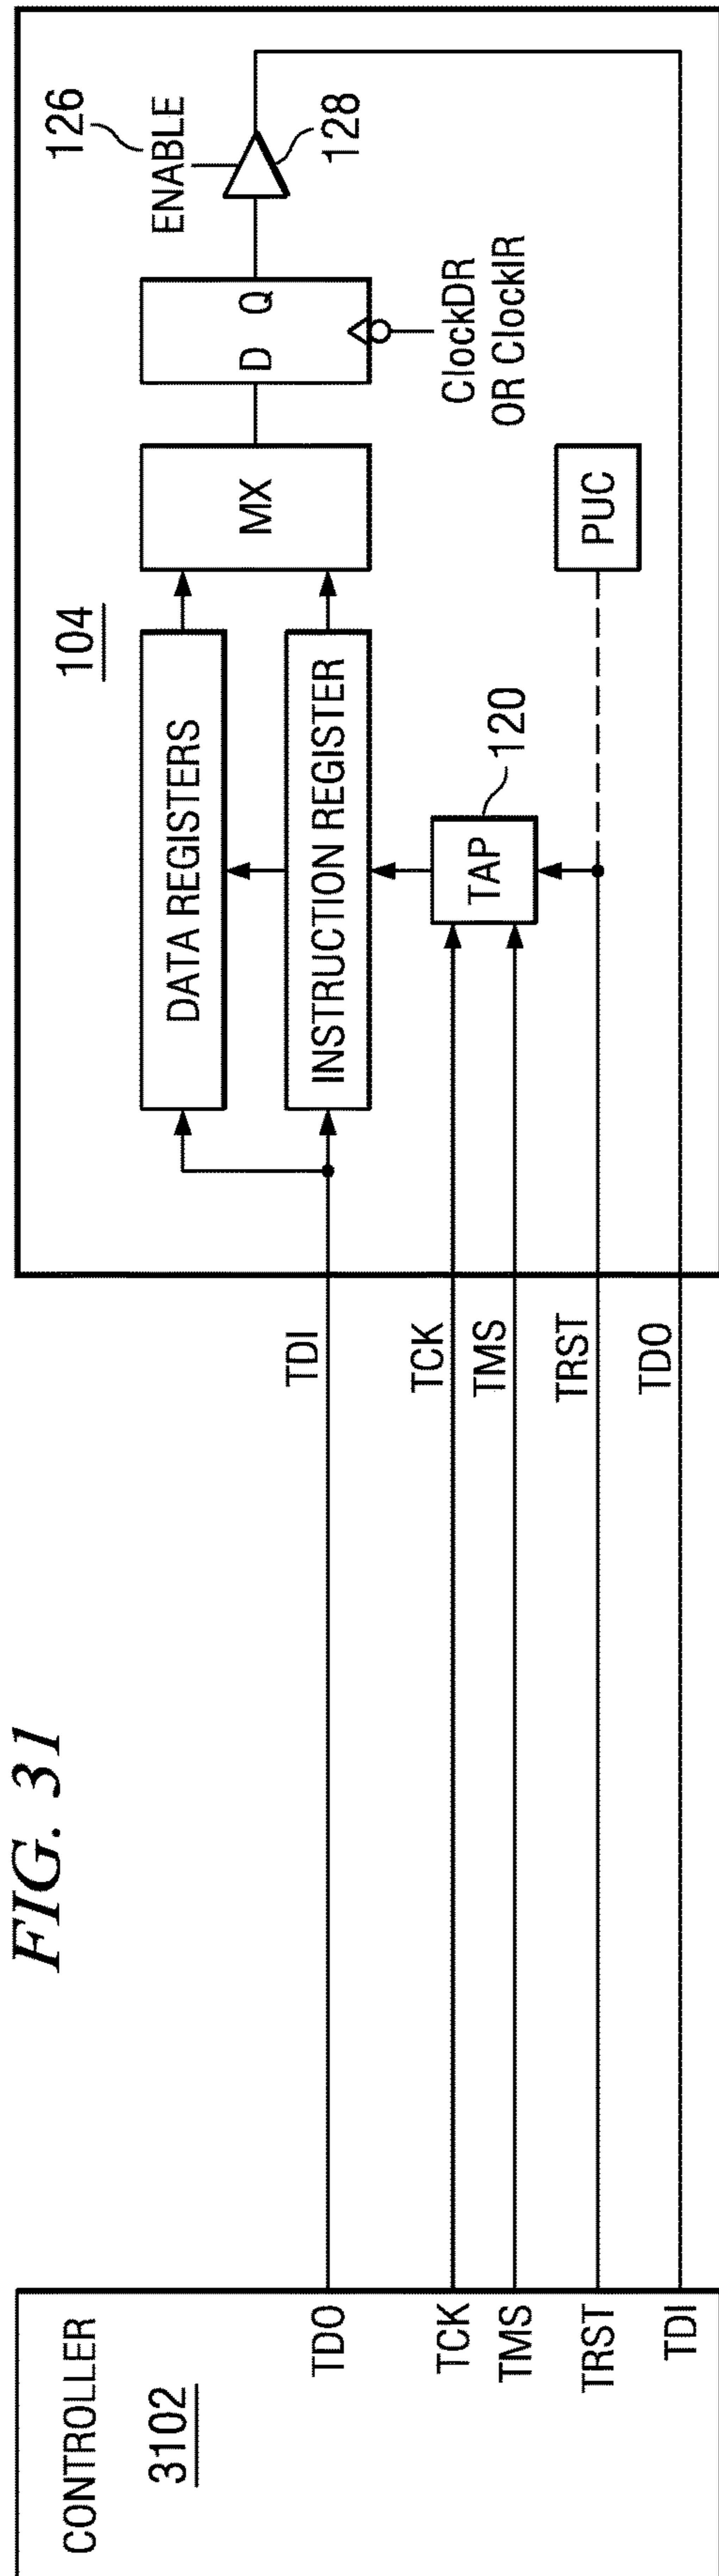 FIG. 31
CONTROLLER
3102
TDO
TCK
TMS
TRST
TDI
TDI
TCK
TMS
TRST
TDO
104
DATA REGISTERS
INSTRUCTION REGISTER
TAP
120
MX
D Q
ClockDR
OR ClockIR
PUC
126
ENABLE
128